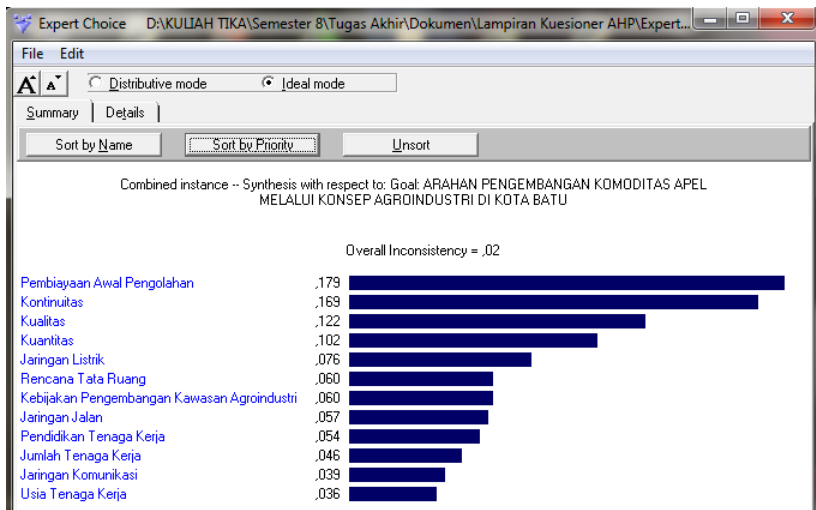 Expert Choice D:\KULIAH TIKA\Semester 8\Tugas Akhir\Dokumen\Lampiran Kuesioner AHP\Expert...
File Edit
A A Distributive mode Ideal mode
Summary Details
Sort by Name Sort by Priority Unsort
Combined instance -- Synthesis with respect to: Goal: ARAHAN PENGEMBANGAN KOMODITAS APEL
MELALUI KONSEP AGROINDUSTRI DI KOTA BATU
Overall Inconsistency = ,02
Pembiayaan Awal Pengolahan ,179
Kontinuitas ,169
Kualitas ,122
Kuantitas ,102
Jaringan Listrik ,076
Rencana Tata Ruang ,060
Kebijakan Pengembangan Kawasan Agroindustri ,060
Jaringan Jalan ,057
Pendidikan Tenaga Kerja ,054
Jumlah Tenaga Kerja ,046
Jaringan Komunikasi ,039
Usia Tenaga Kerja ,036